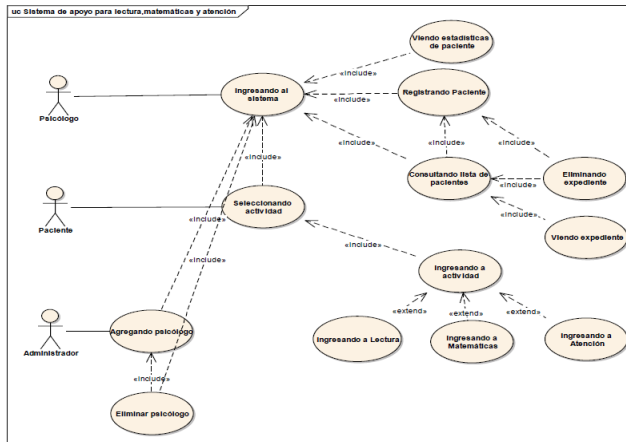 uc Sistema de apoyo para lectura,matemáticas y atención
Viendo estadísticas
de paciente
«include»
Ingresando al
sistema
Registrando Paciente
«include»
Psicólogo
«include»
«include»
«include»
«include»
Consultando lista de
pacientes
Eliminando
expediente
«include»
Seleccionando
actividad
«include»
Paciente
«include»
Viendo expediente
«include»
«include»
Ingresando a
actividad
Agregando psicólogo
«extend»
«extend»
«extend»
Administrador
Ingresando a Lectura
Ingresando a
Matemáticas
Ingresando a
Atención
«include»
Eliminar psicólogo